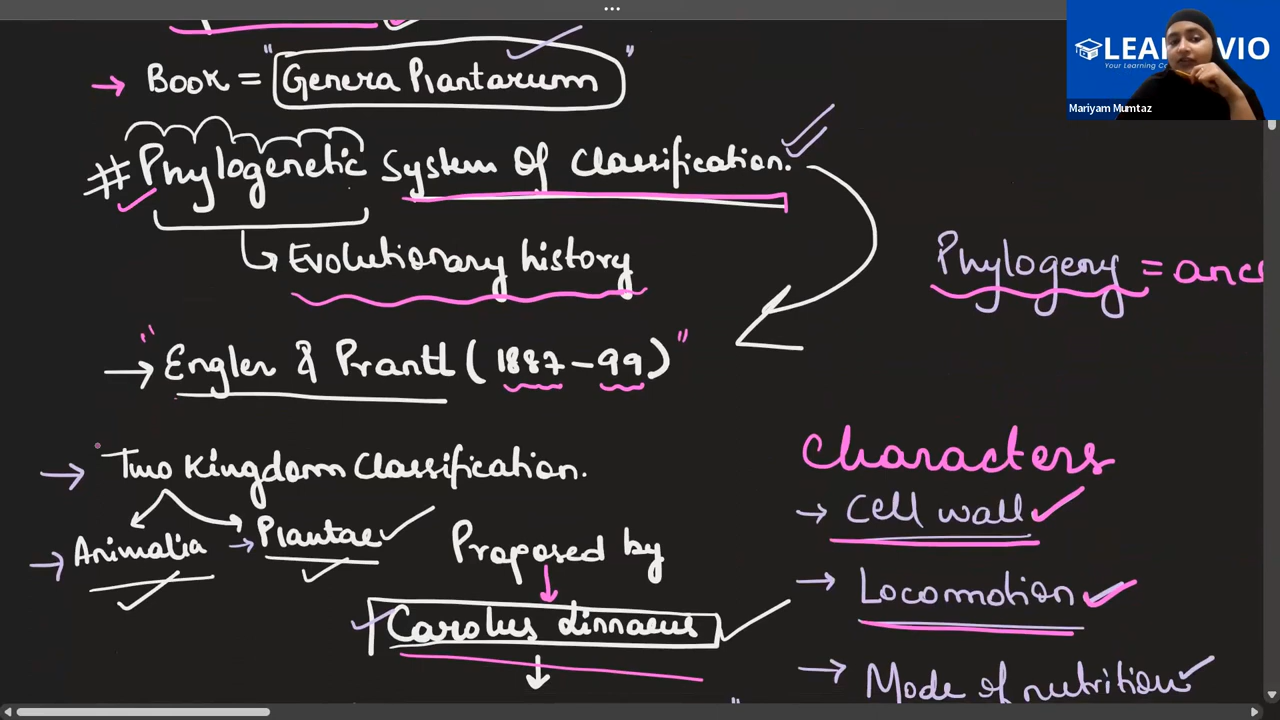 LEA VIO
Your Learning Co
Mariyam Mumtaz
→ Book = "Genera Plantarum"
# Phylogenetic System Of Classification.
↳ Evolutionary history
Phylogeny = anc
→ "Engler & Prantl (1887-99)"
→ Two Kingdom Classification.
→ Animalia → Plantae
Proposed by
Carolus Linnaeus
Characters
→ Cell wall
→ Locomotion
→ Mode of nutrition